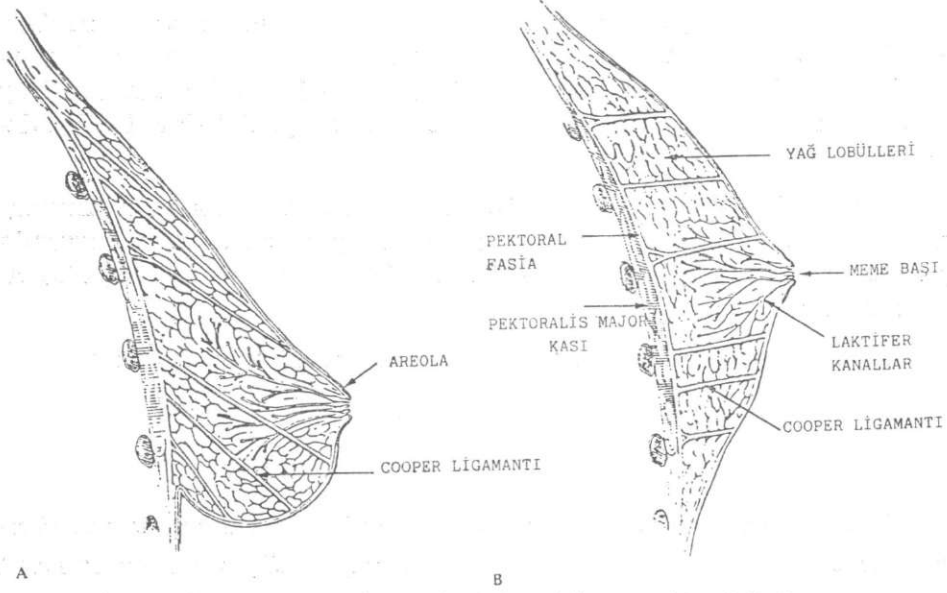 AREOLA
COOPER LİGAMANTI
A
YAĞ LOBÜLLERİ
PEKTORAL
FASİA
MEME BAŞI
PEKTORALİS MAJOR
KASI
LAKTİFER
KANALLAR
COOPER LİGAMANTI
B